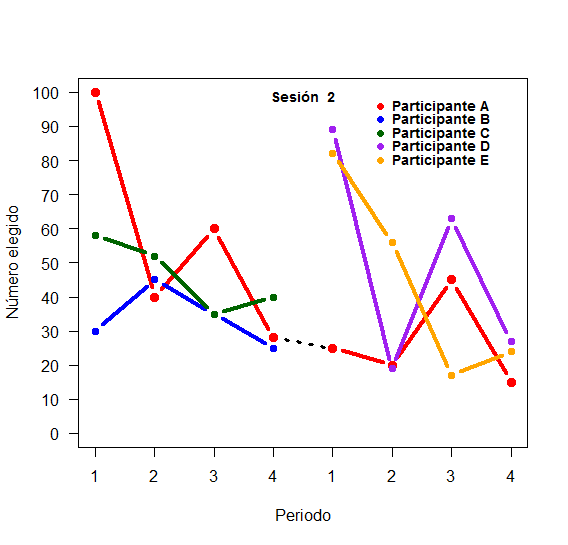 Sesión 2
Participante A
Participante B
Participante C
Participante D
Participante E
Número elegido
100
90
80
70
60
50
40
30
20
10
0
1 2 3 4 1 2 3 4
Periodo